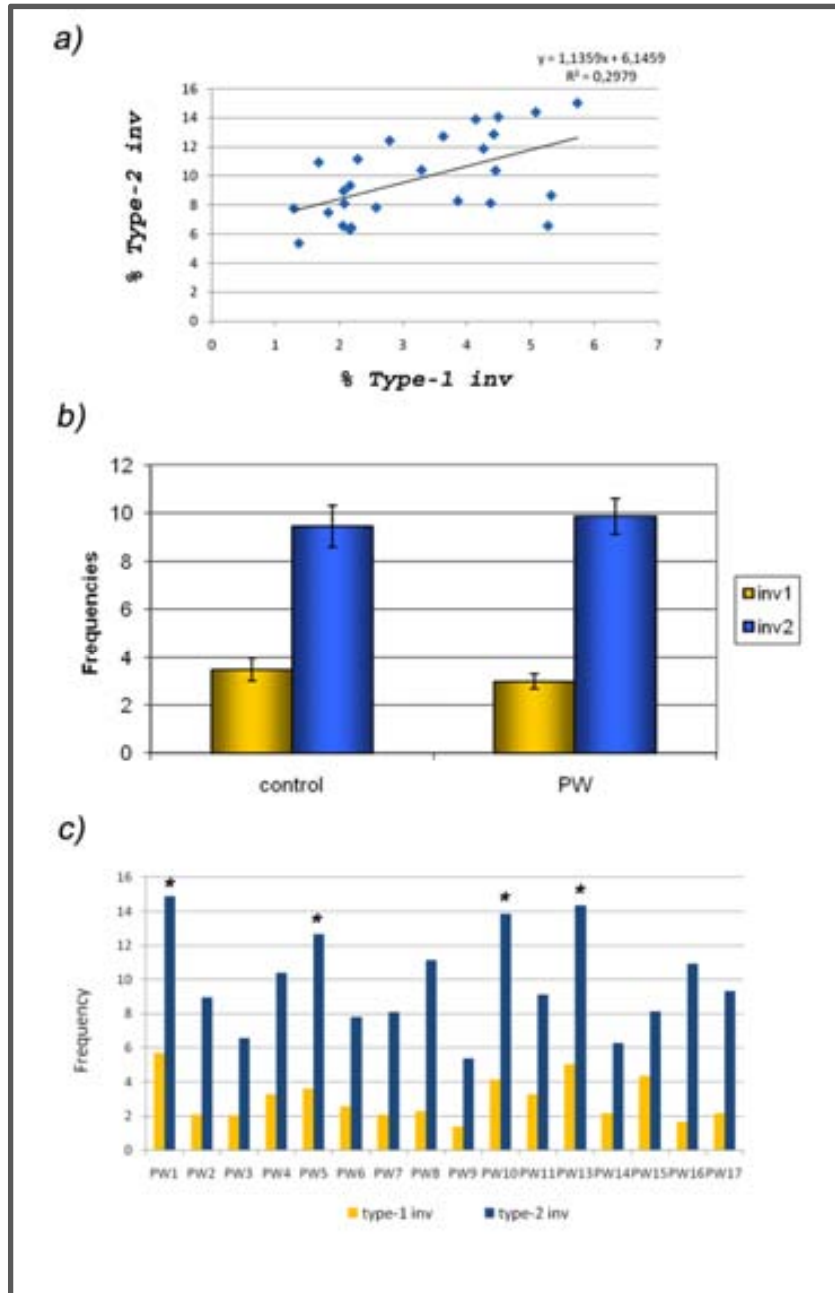 a)
y = 1,1359x + 6,1459
R² = 0,2979
16
14
12
10
8
6
4
2
0
% Type-2 inv
0 1 2 3 4 5 6 7
% Type-1 inv
b)
12
10
8
6
4
2
0
Frequencies
control PW
inv1
inv2
c)
16
14
12
10
8
6
4
2
0
Frequency
* * * *
PW1 PW2 PW3 PW4 PW5 PW6 PW7 PW8 PW9 PW10 PW11 PW13 PW14 PW15 PW16 PW17
type-1 inv type-2 inv